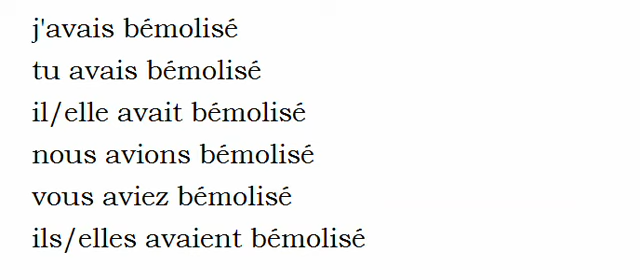 j'avais bémolisé
tu avais bémolisé
il/elle avait bémolisé
nous avions bémolisé
vous aviez bémolisé
ils/elles avaient bémolisé